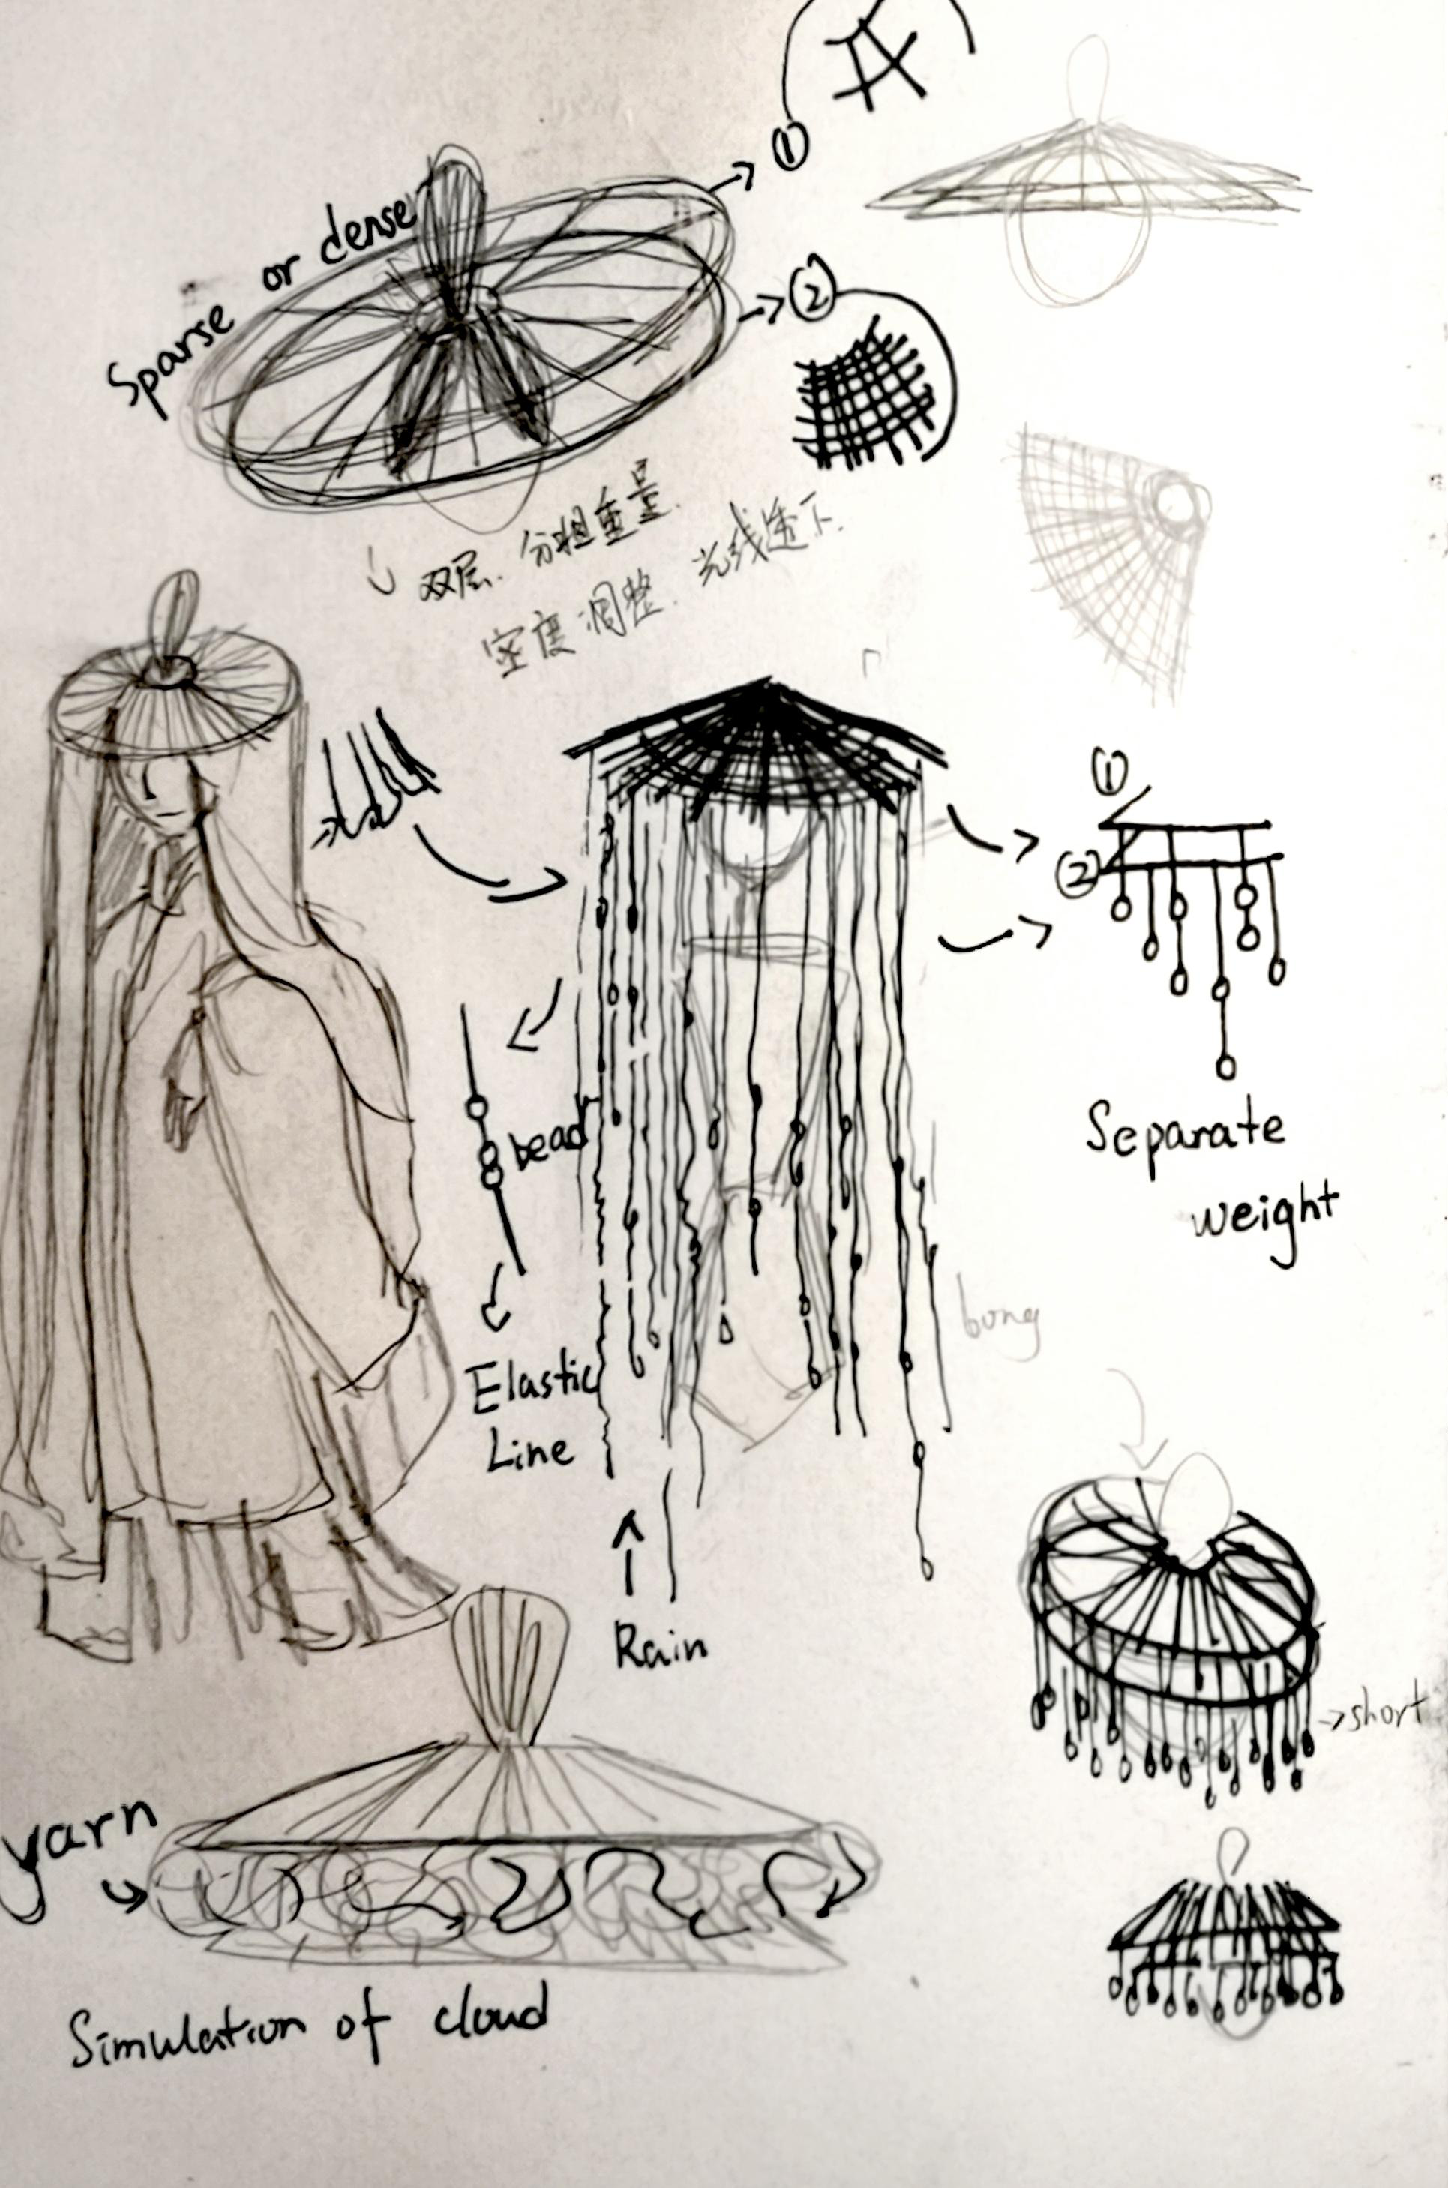 ①
Sparse or dense
②
双层.分担重量.
密度调整.光线透下.
①
②
Separate
weight
bead
Elastic
Line
Rain
short
yarn
Simulation of cloud